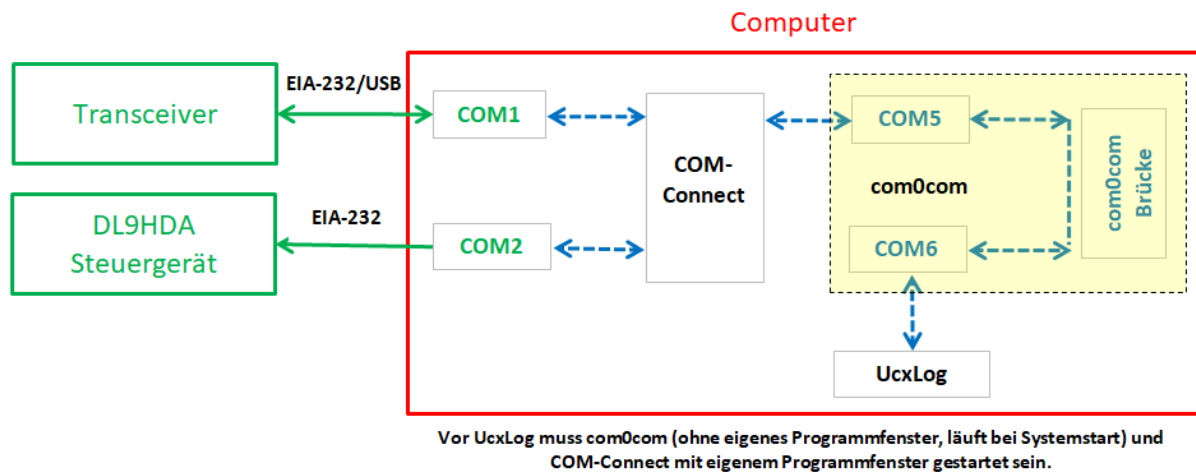 Computer
EIA-232/USB
Transceiver
COM1
COM5
COM-
Connect
com0com
com0com
Brücke
DL9HDA
Steuergerät
EIA-232
COM2
COM6
UcxLog
Vor UcxLog muss com0com (ohne eigenes Programmfenster, läuft bei Systemstart) und
COM-Connect mit eigenem Programmfenster gestartet sein.